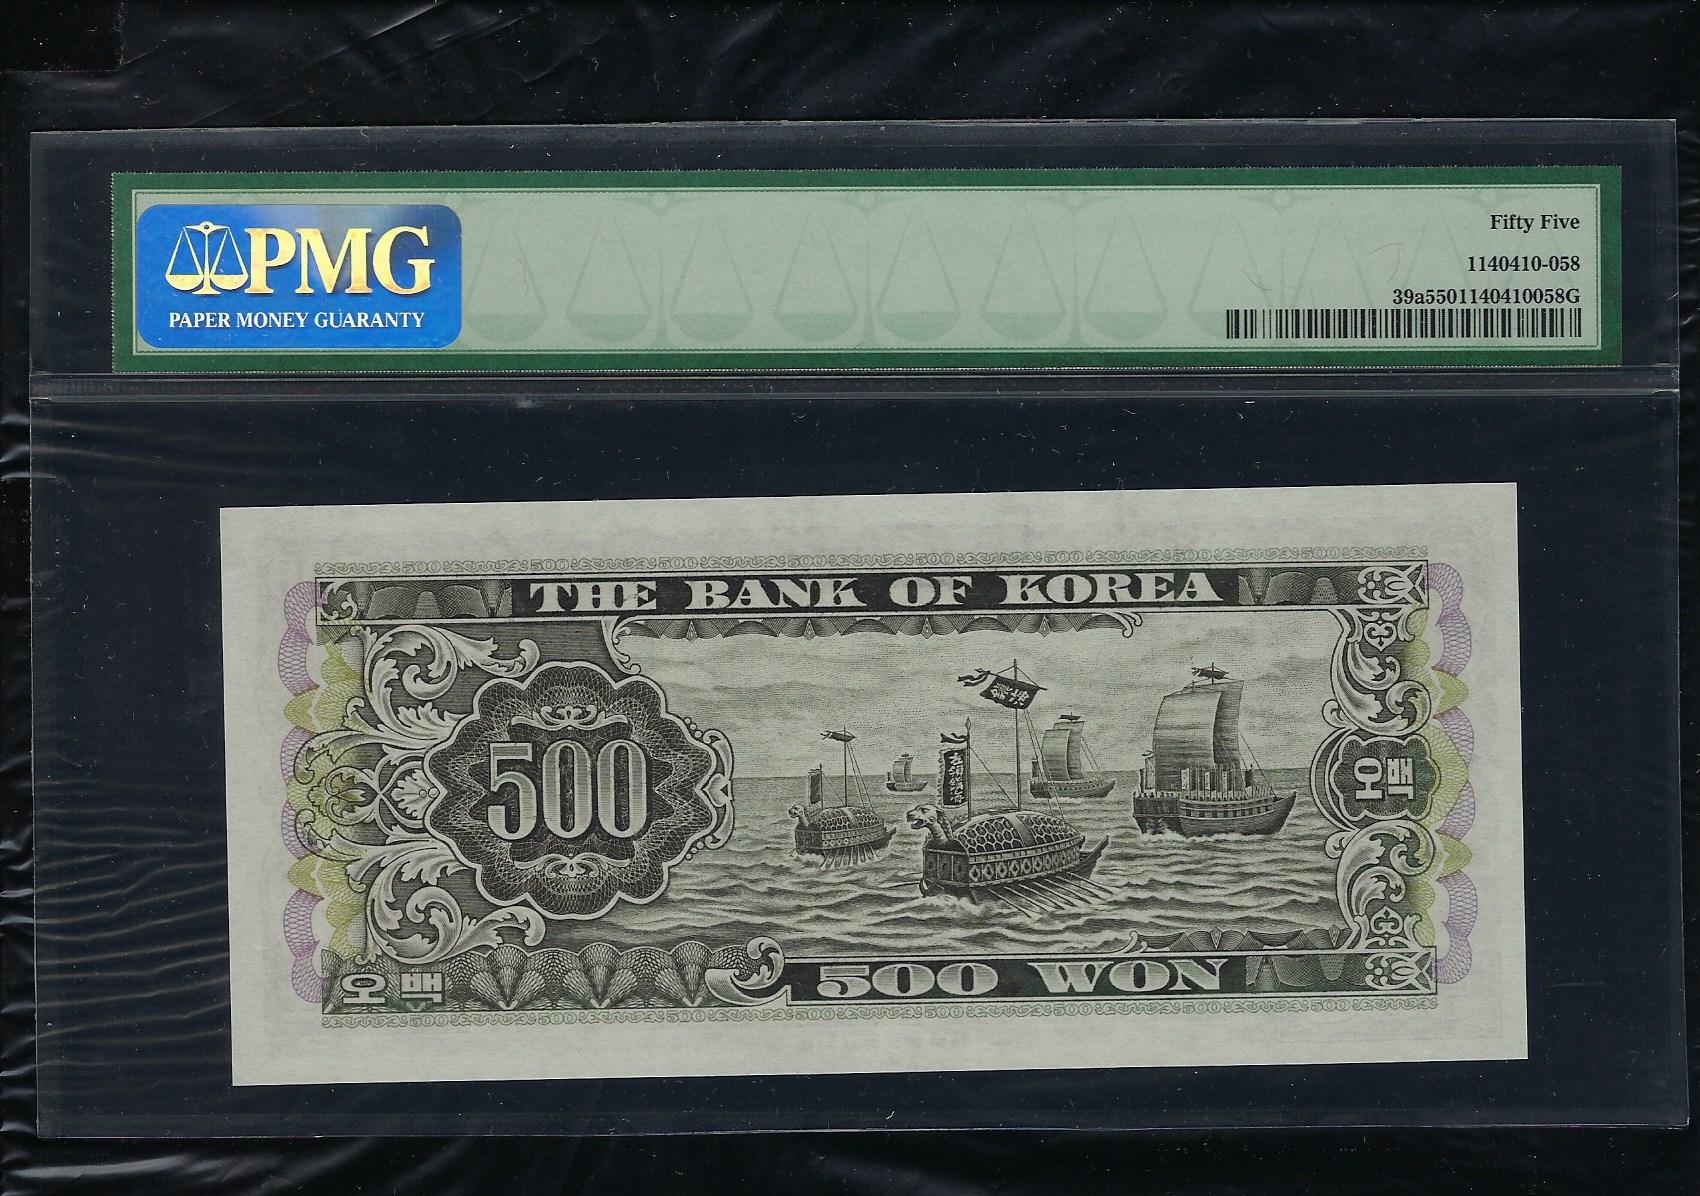 PMG
PAPER MONEY GUARANTY
Fifty Five
1140410-058
39a5501140410058G
THE BANK OF KOREA
500
오백
오백
500 WON